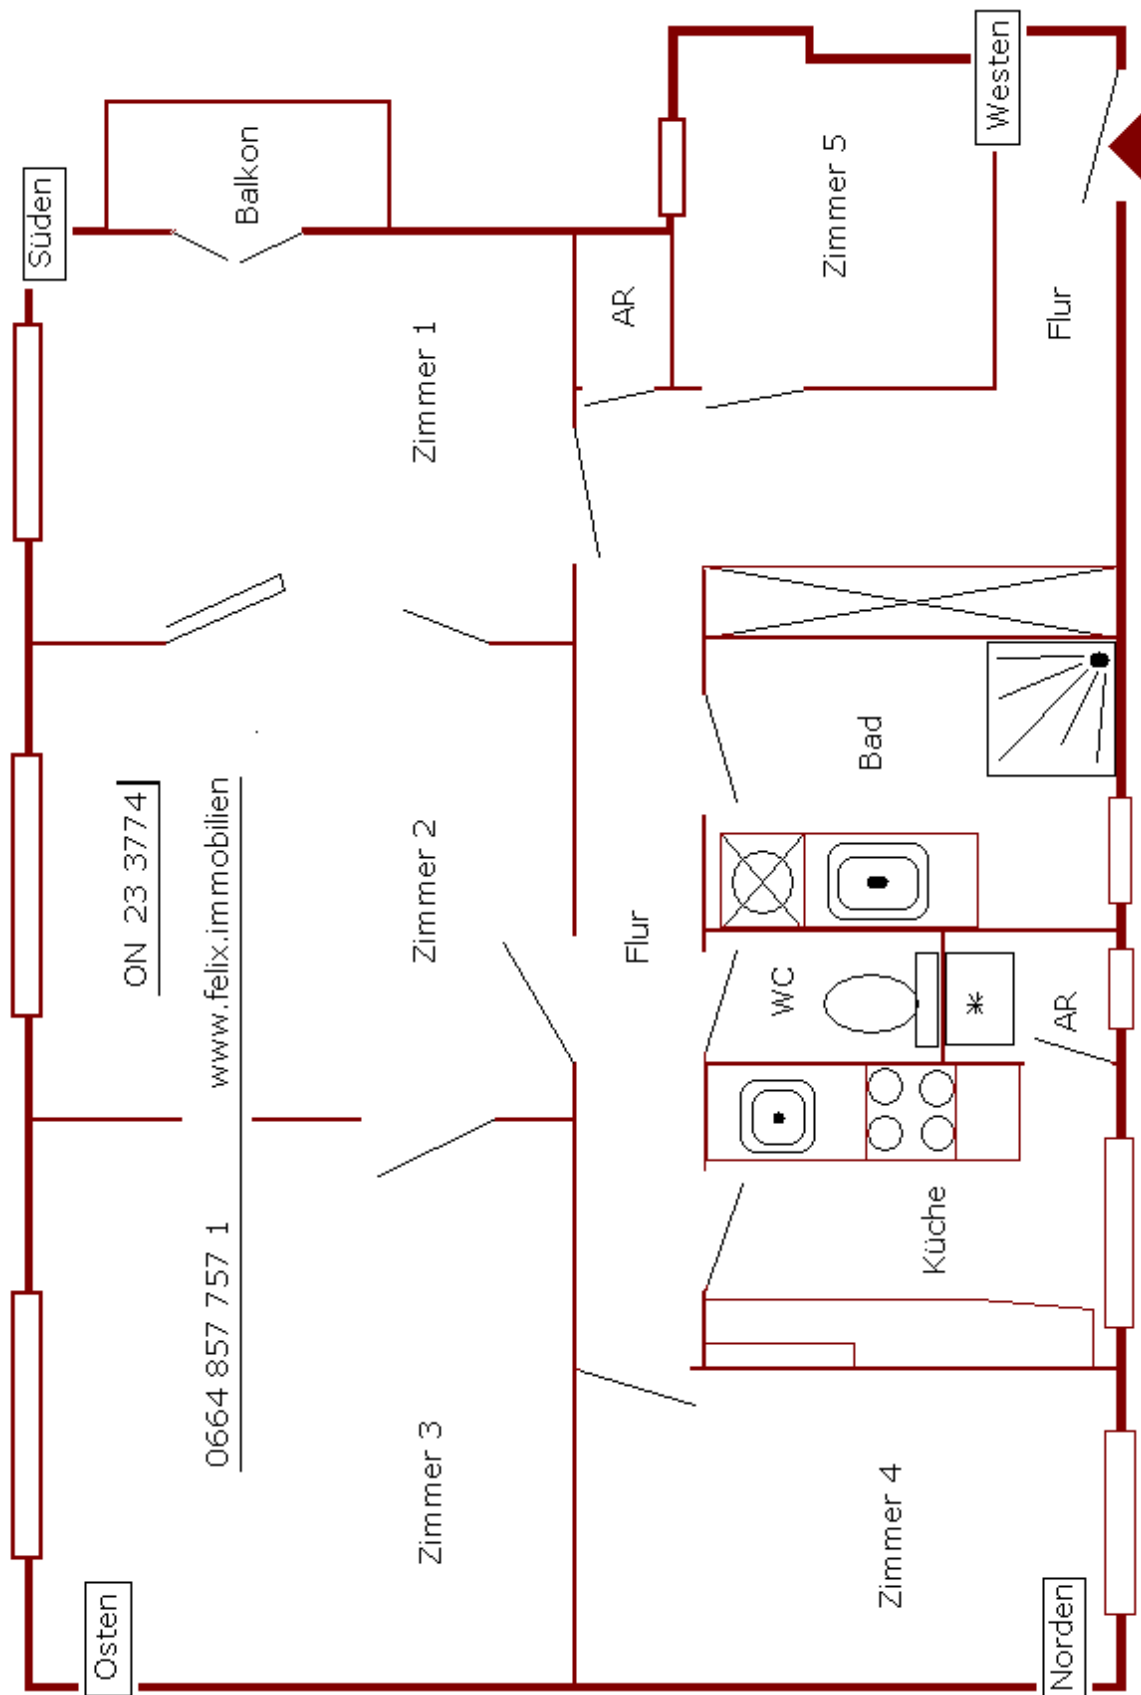 Osten
Süden
0664 857 757 1
ON 23 3774
www.felix.immobilien
Balkon
Zimmer 3
Zimmer 2
Zimmer 1
AR
Flur
Zimmer 5
WC
Bad
Küche
Zimmer 4
Westen
AR
Flur
Norden